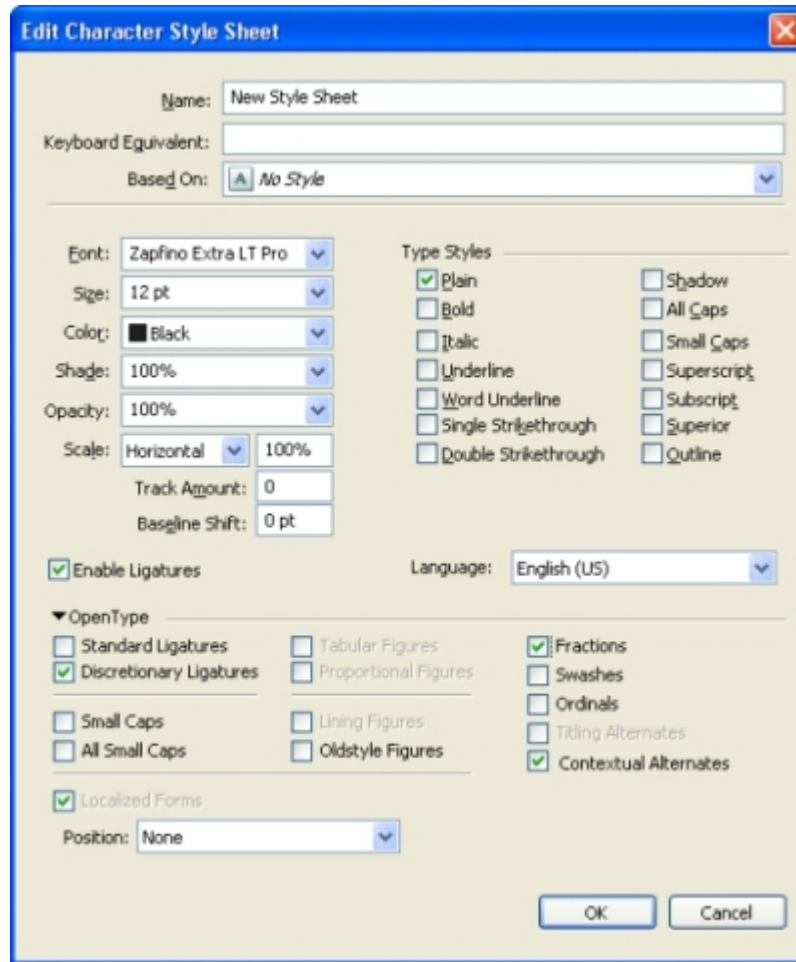 Edit Character Style Sheet
Name: New Style Sheet
Keyboard Equivalent:
Based On: A No Style
Font: Zapfino Extra LT Pro
Size: 12 pt
Color: Black
Shade: 100%
Opacity: 100%
Scale: Horizontal 100%
Track Amount: 0
Baseline Shift: 0 pt
Type Styles
Plain
Bold
Italic
Underline
Word Underline
Single Strikethrough
Double Strikethrough
Shadow
All Caps
Small Caps
Superscript
Subscript
Superior
Outline
Enable Ligatures
Language: English (US)
OpenType
Standard Ligatures
Discretionary Ligatures
Small Caps
All Small Caps
Tabular Figures
Proportional Figures
Lining Figures
Oldstyle Figures
Fractions
Swashes
Ordinals
Titling Alternates
Contextual Alternates
Localized Forms
Position: None
OK Cancel